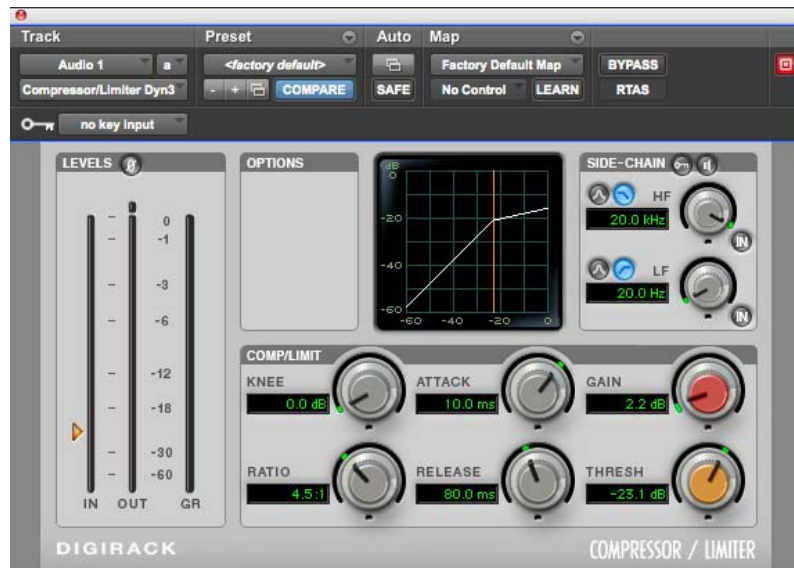 Track Preset Auto Map
Audio 1 a <factory default> Factory Default Map BYPASS
Compressor/Limiter Dyn3 - + COMPARE SAFE No Control LEARN RTAS
no key input
LEVELS Ø OPTIONS SIDE-CHAIN
dB
0
-20
-40
-60
-60 -40 -20 0
HF
20.0 kHz
IN
LF
20.0 Hz
IN
0
-1
-3
-6
-12
-18
-30
-60
IN OUT GR
COMP/LIMIT
KNEE ATTACK GAIN
0.0 dB 10.0 ms 2.2 dB
RATIO RELEASE THRESH
4.5:1 80.0 ms -23.1 dB
DIGIRACK COMPRESSOR / LIMITER